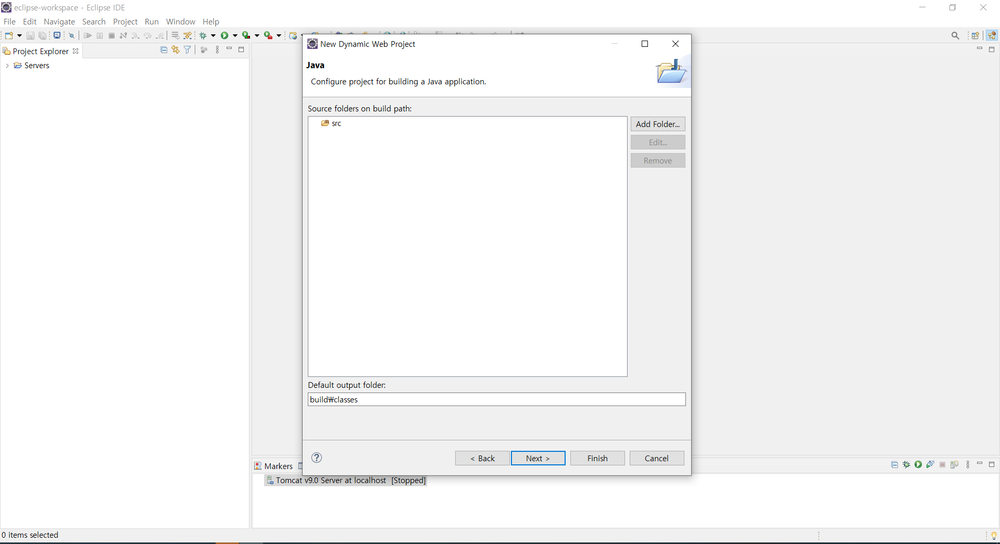 eclipse-workspace - Eclipse IDE
File Edit Navigate Search Project Run Window Help
Project Explorer
Servers
New Dynamic Web Project
Java
Configure project for building a Java application.
Source folders on build path:
src
Add Folder...
Edit...
Remove
Default output folder:
build₩classes
?
< Back
Next >
Finish
Cancel
Markers
Tomcat v9.0 Server at localhost [Stopped]
0 items selected